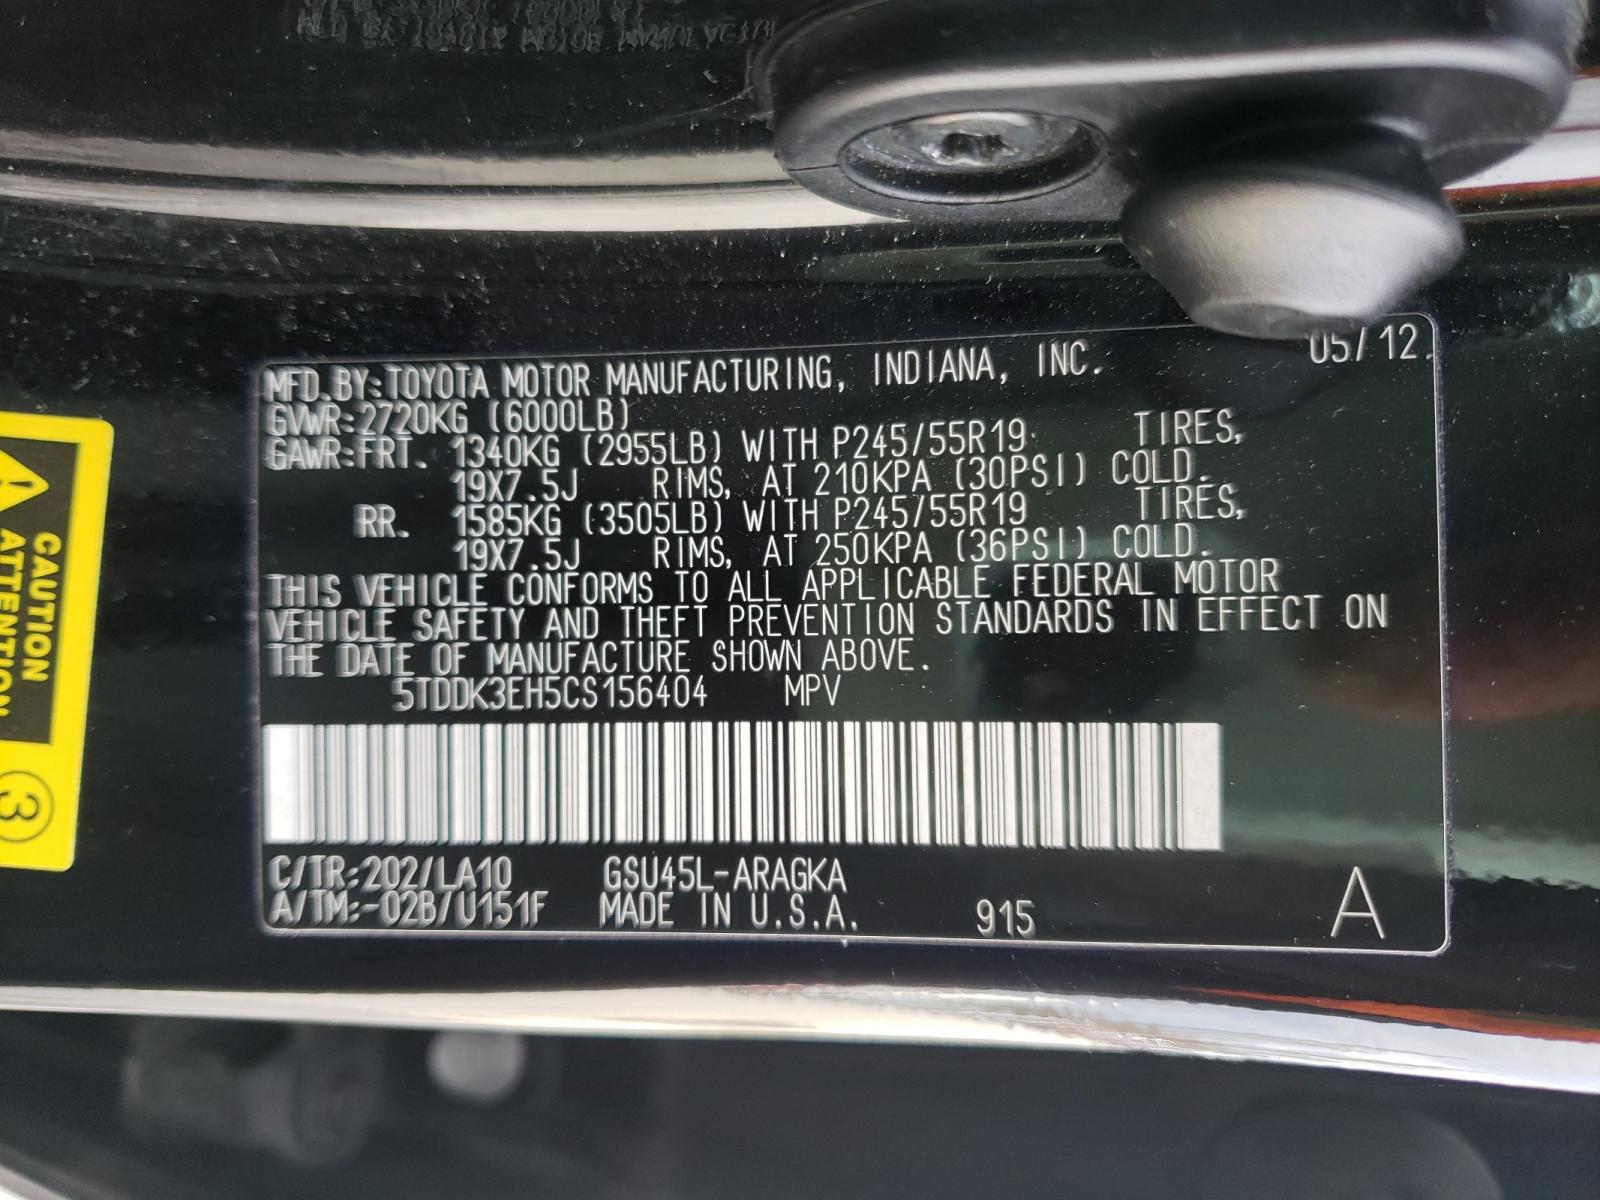 05/12
MFD.BY:TOYOTA MOTOR MANUFACTURING, INDIANA, INC.
GVWR:2720KG (6000LB)
GAWR:FRT. 1340KG (2955LB) WITH P245/55R19 TIRES,
19X7.5J RIMS, AT 210KPA (30PSI) COLD.
RR. 1585KG (3505LB) WITH P245/55R19 TIRES,
19X7.5J RIMS, AT 250KPA (36PSI) COLD.
THIS VEHICLE CONFORMS TO ALL APPLICABLE FEDERAL MOTOR
VEHICLE SAFETY AND THEFT PREVENTION STANDARDS IN EFFECT ON
THE DATE OF MANUFACTURE SHOWN ABOVE.
5TDDK3EH5CS156404 MPV
C/TR:202/LA10 GSU45L-ARAGKA
A/TM:-02B/U151F MADE IN U.S.A. 915 A
CAUTION
ATTENTION
3